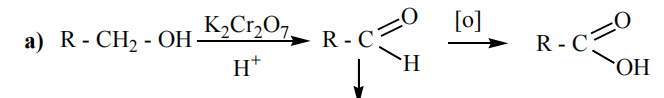 a) R - CH₂ - OH K₂Cr₂O₇ H⁺ R - C O H [o] R - C O OH